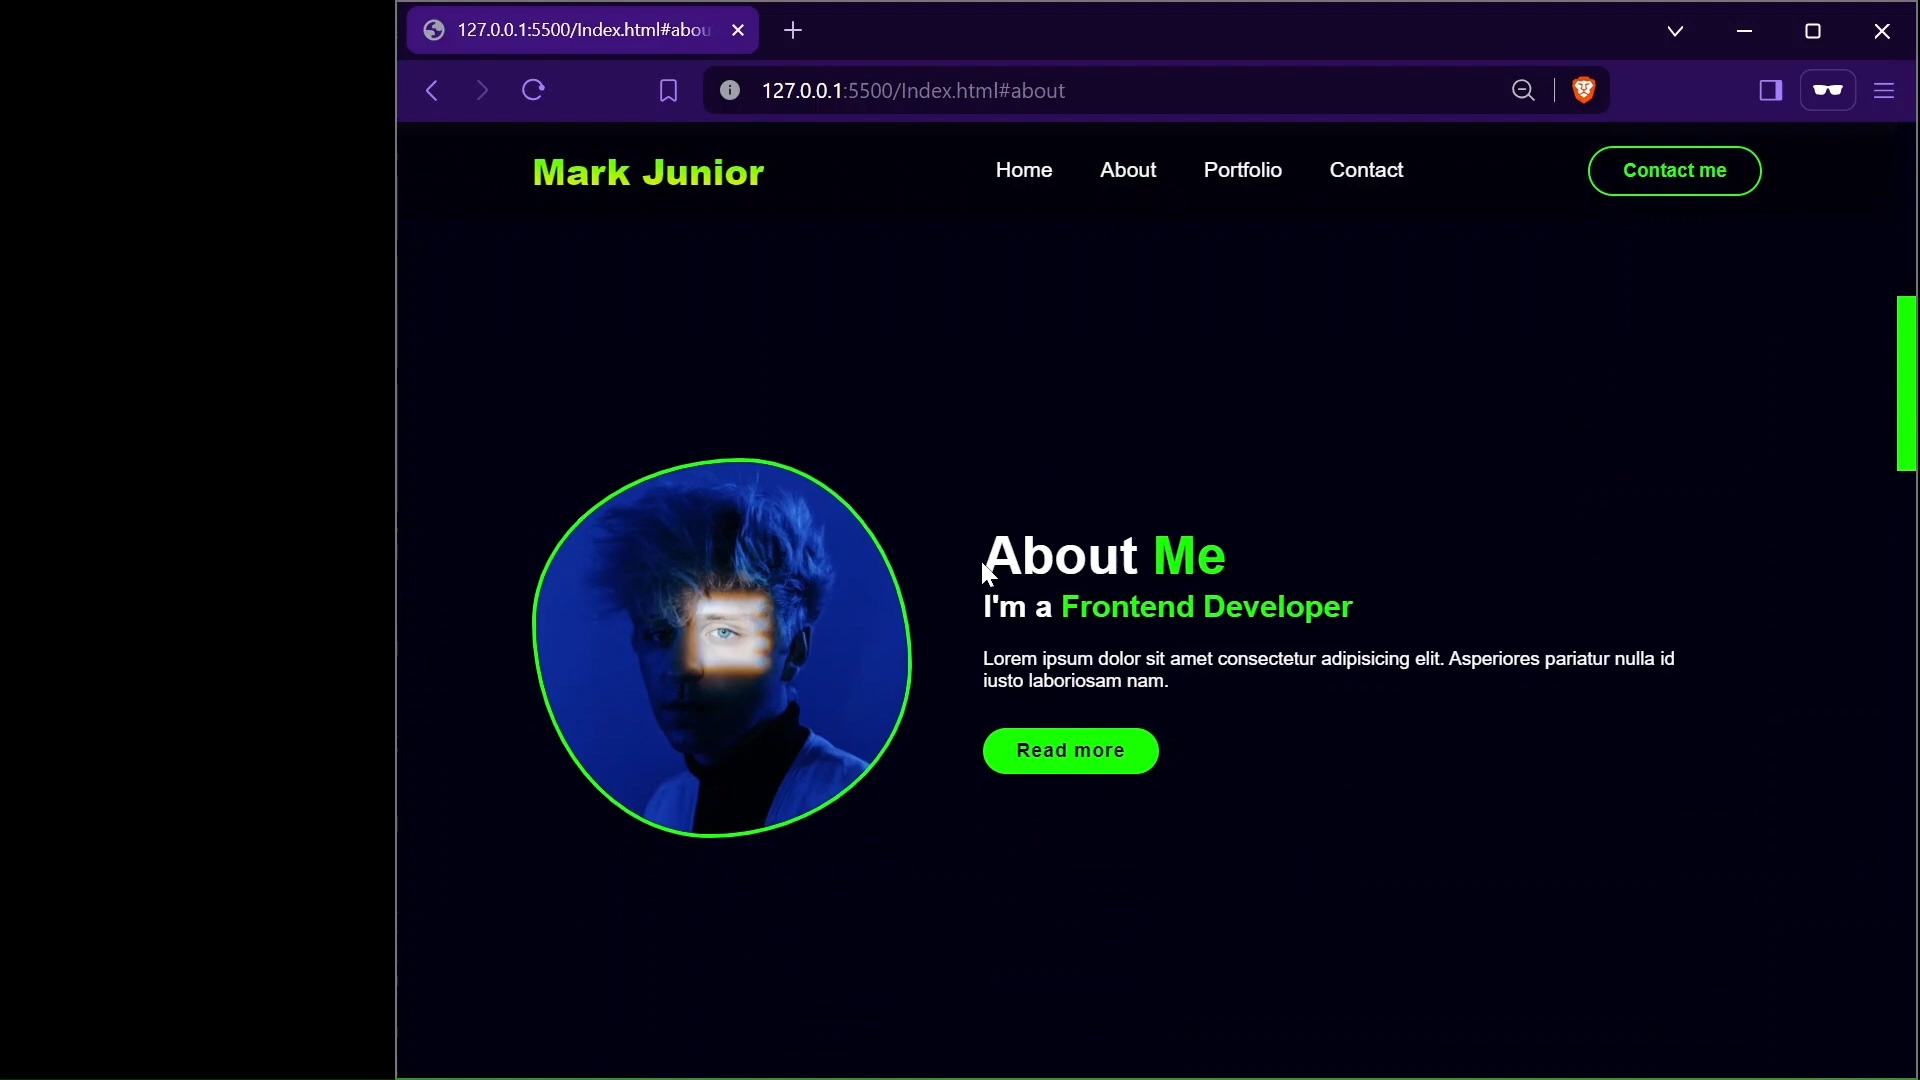 127.0.0.1:5500/Index.html#abou
127.0.0.1:5500/Index.html#about
Mark Junior
Home About Portfolio Contact
Contact me
About Me
I'm a Frontend Developer
Lorem ipsum dolor sit amet consectetur adipisicing elit. Asperiores pariatur nulla id
iusto laboriosam nam.
Read more